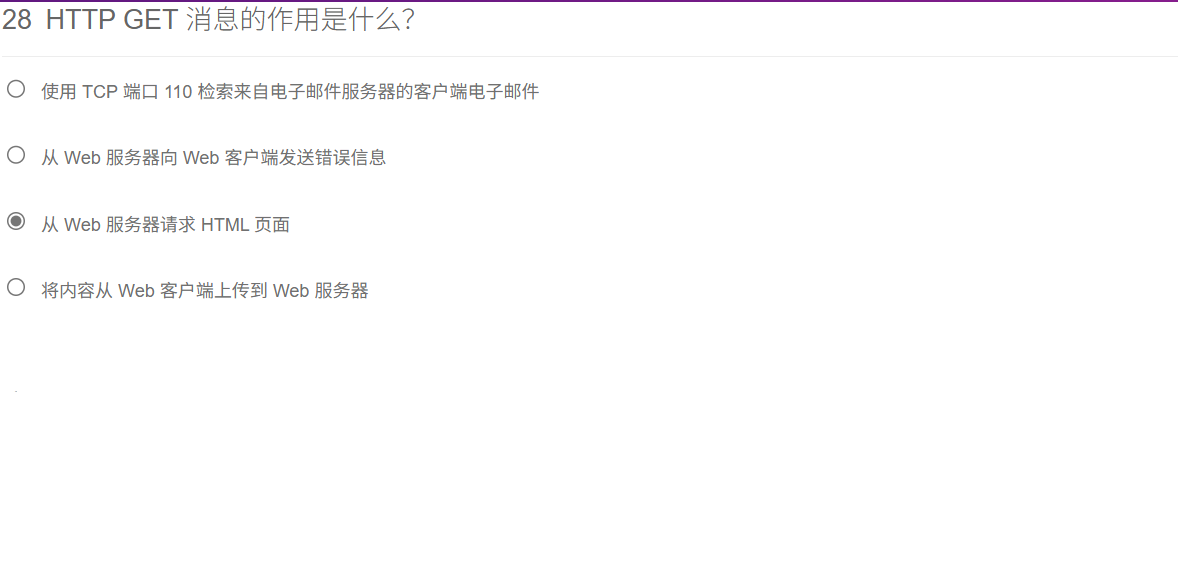 28 HTTP GET 消息的作用是什么?
使用 TCP 端口 110 检索来自电子邮件服务器的客户端电子邮件
从 Web 服务器向 Web 客户端发送错误信息
从 Web 服务器请求 HTML 页面
将内容从 Web 客户端上传到 Web 服务器